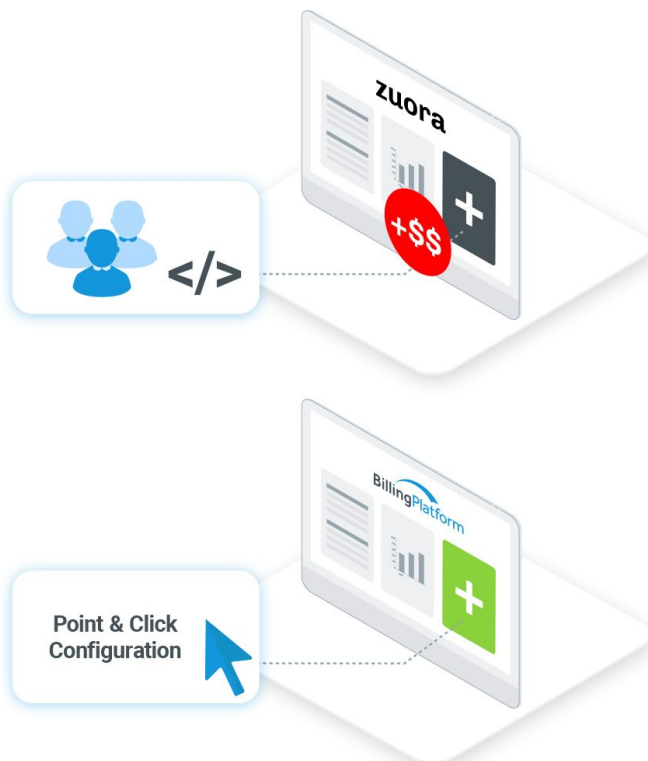 zuora
+
+$$
</>
BillingPlatform
+
Point & Click
Configuration